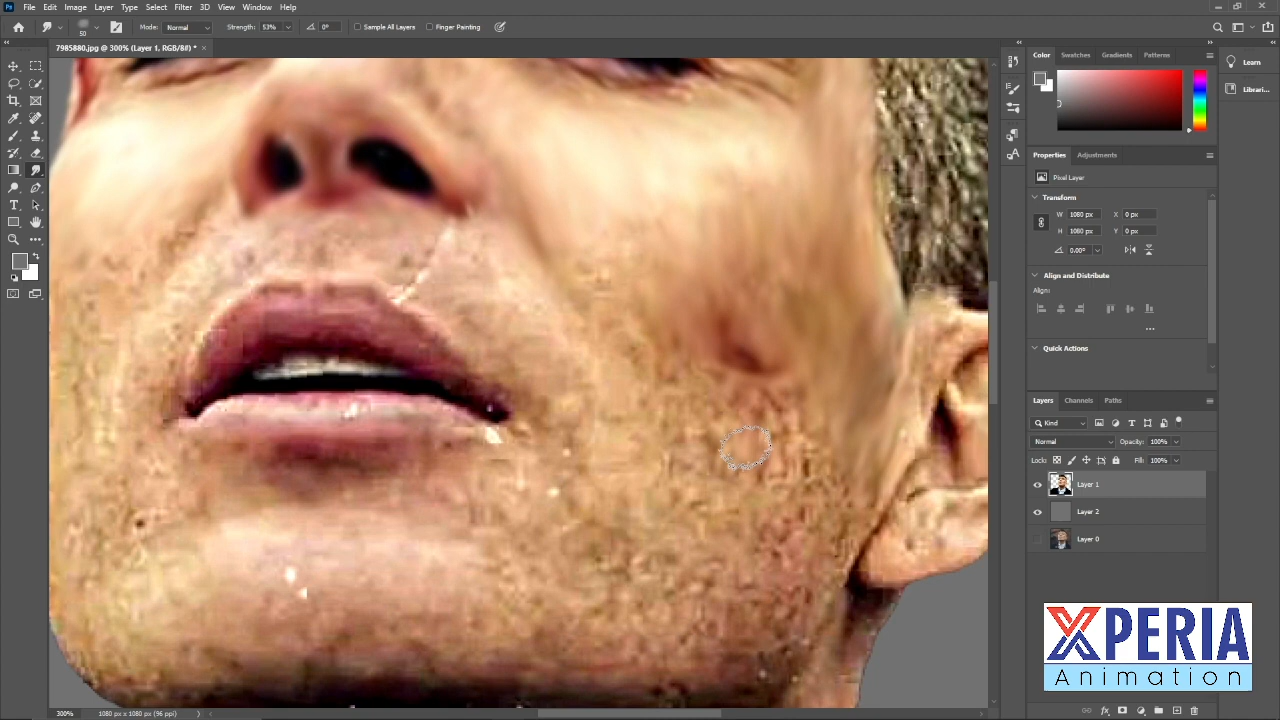 Ps File Edit Image Layer Type Select Filter 3D View Window Help
50 Mode: Normal Strength: 53% 0° Sample All Layers Finger Painting
7985880.jpg @ 300% (Layer 1, RGB/8#) * ×
Color Swatches Gradients Patterns
Learn
Librari...
Properties Adjustments
Pixel Layer
Transform
W 1080 px X 0 px
H 1080 px Y 0 px
0.00°
Align and Distribute
Align:
Quick Actions
Layers Channels Paths
Kind
Normal Opacity: 100%
Lock: Fill: 100%
Layer 1
Layer 2
Layer 0
XPERIA
Animation
300% 1080 px x 1080 px (96 ppi)
fx